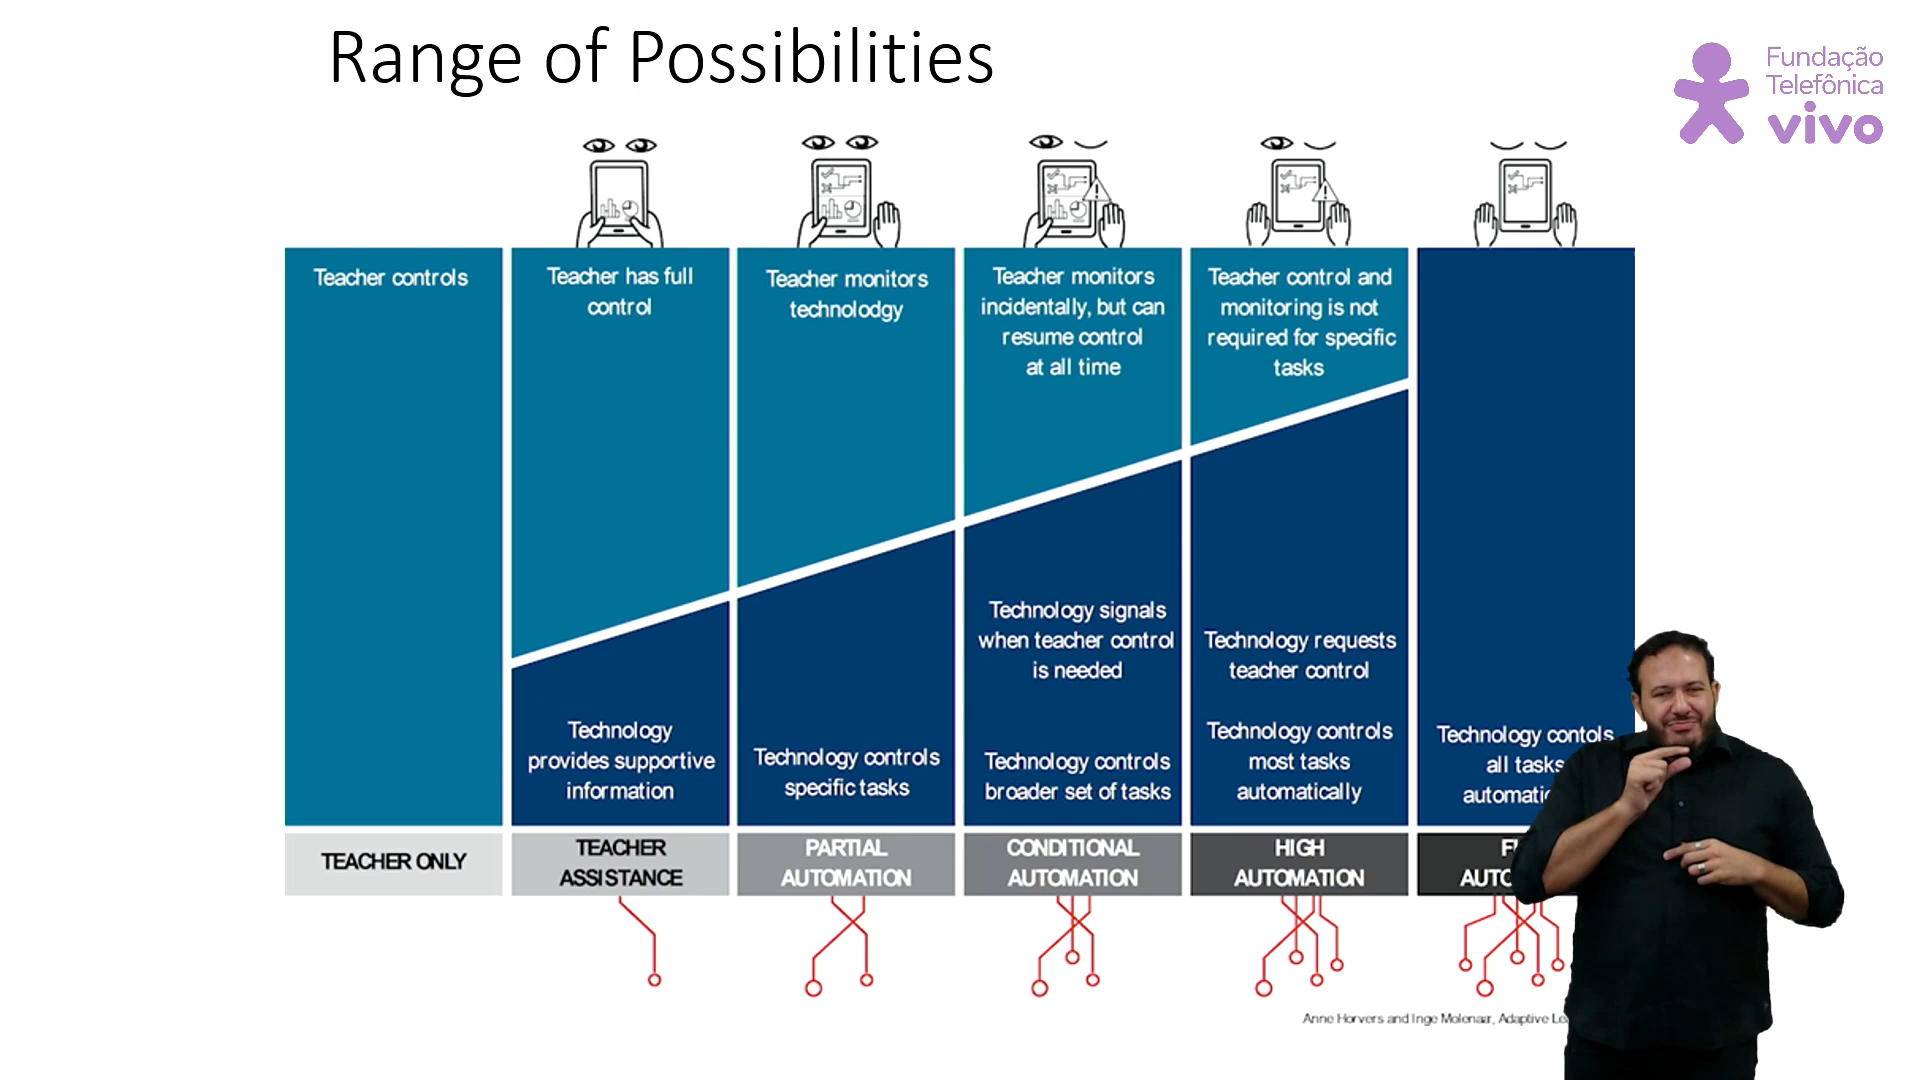 Range of Possibilities
Fundação
Telefônica
vivo
Teacher controls
Teacher has full
control
Teacher monitors
technolodgy
Teacher monitors
incidentally, but can
resume control
at all time
Teacher control and
monitoring is not
required for specific
tasks
Technology
provides supportive
information
Technology controls
specific tasks
Technology signals
when teacher control
is needed
Technology controls
broader set of tasks
Technology requests
teacher control
Technology controls
most tasks
automatically
Technology contols
all tasks
TEACHER ONLY
TEACHER
ASSISTANCE
PARTIAL
AUTOMATION
CONDITIONAL
AUTOMATION
HIGH
AUTOMATION
Anne Horvers and Inge Molenaar, Adaptive